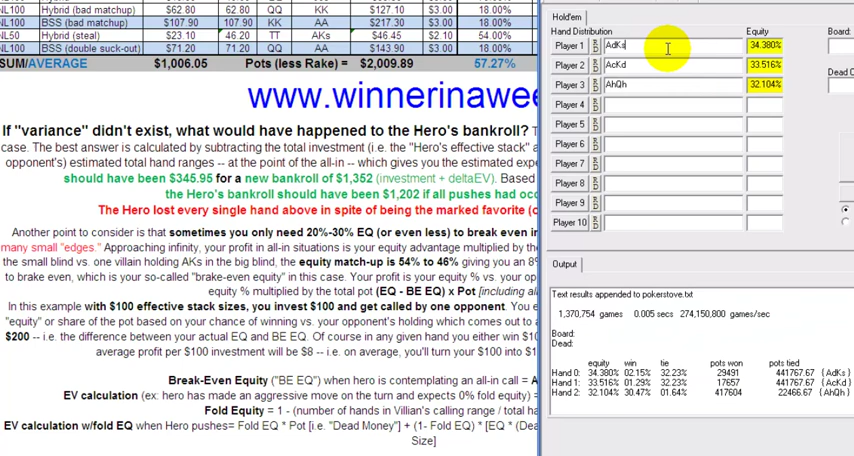 NL100 Hybrid (bad matchup) $62.80 62.80 QQ KK $127.10 $3.00 18.00%
NL100 BSS (bad matchup) $107.90 107.90 KK AA $217.30 $3.00 18.00%
NL50 Hybrid (steal) $23.10 46.20 TT AKs $46.45 $2.10 54.00%
NL100 BSS (double suck-out) $71.20 71.20 QQ AA $143.00 $3.00 18.00%
SUM/AVERAGE $1,006.05 Pots (less Rake) = $2,009.89 57.27%
www.winnerinawee
If "variance" didn't exist, what would have happened to the Hero's bankroll? T
case. The best answer is calculated by subtracting the total investment (i.e. the "Hero's effective stack" a
opponent's) estimated total hand ranges -- at the point of the all-in -- which gives you the estimated expe
should have been $345.95 for a new bankroll of $1,352 (investment + deltaEV). Based
the Hero's bankroll should have been $1,202 if all pushes had occ
The Hero lost every single hand above in spite of being the marked favorite (o
Another point to consider is that sometimes you only need 20%-30% EQ (or even less) to break even in
many small "edges." Approaching infinity, your profit in all-in situations is your equity advantage multiplied by the
the small blind vs. one villain holding AKs in the big blind, the equity match-up is 54% to 46% giving you an 8%
to brake even, which is your so-called "brake-even equity" in this case. Your profit is your equity % vs. your op
equity % multiplied by the total pot (EQ - BE EQ) x Pot [including al
In this example with $100 effective stack sizes, you invest $100 and get called by one opponent. You e
"equity" or share of the pot based on your chance of winning vs. your opponent's holding which comes out to a
$200 -- i.e. the difference between your actual EQ and BE EQ. Of course in any given hand you either win $10
average profit per $100 investment will be $8 -- i.e. on average, you'll turn your $100 into $1
Break-Even Equity ("BE EQ") when hero is contemplating an all-in call = A
EV calculation (ex: hero has made an aggressive move on the turn and expects 0% fold equity) =
Fold Equity = 1 - (number of hands in Villian's calling range / total ha
EV calculation w/fold EQ when Hero pushes= Fold EQ * Pot [i.e. "Dead Money"] + (1- Fold EQ) * [EQ * (Dea
Size]
Hold'em
Hand Distribution Equity Board:
Player 1 AdKs 34.380%
Player 2 AcKd 33.516% Dead C
Player 3 AhQh 32.104%
Player 4
Player 5
Player 6
Player 7
Player 8
Player 9
Player 10
Output
Text results appended to pokerstove.txt
1,370,754 games 0.005 secs 274,150,800 games/sec
Board:
Dead:
equity win tie pots won pots tied
Hand 0: 34.380% 02.15% 32.23% 29491 441767.67 { AdKs }
Hand 1: 33.516% 01.29% 32.23% 17657 441767.67 { AcKd }
Hand 2: 32.104% 30.47% 01.64% 417604 22466.67 { AhQh }